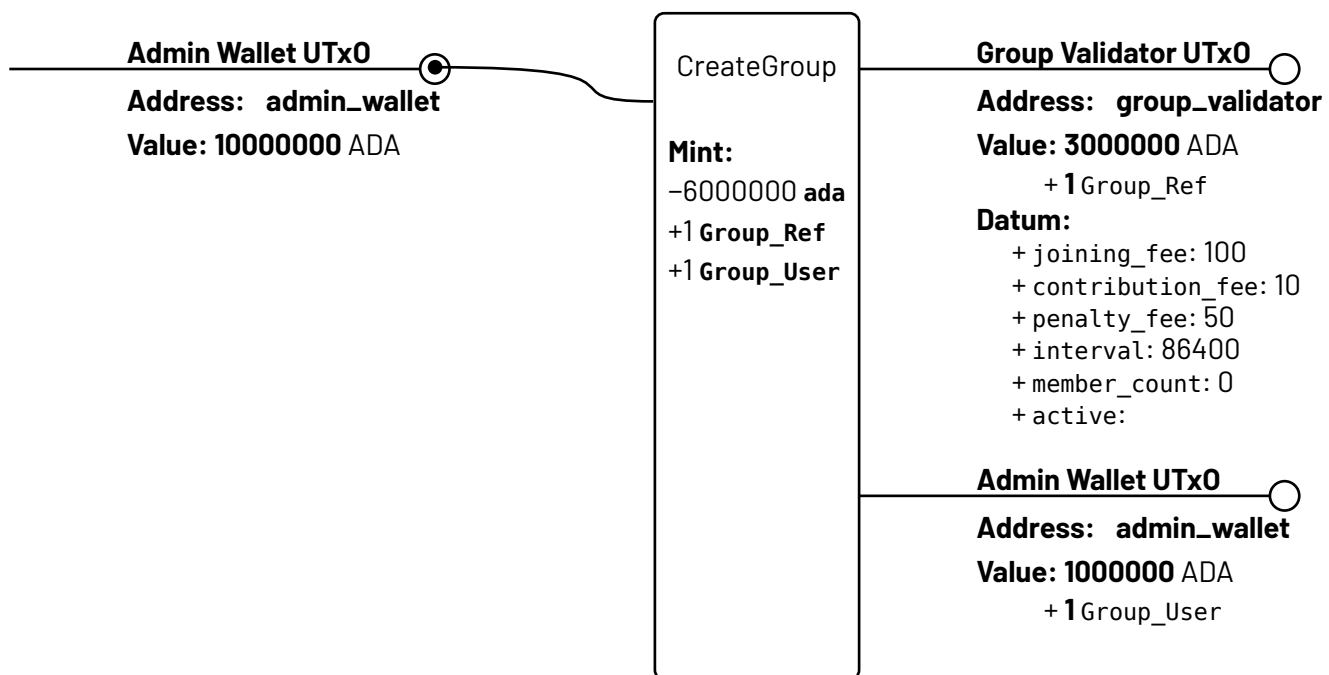 Admin Wallet UTxO
Address: admin_wallet
Value: 10000000 ADA
CreateGroup
Mint:
−6000000 ada
+1 Group_Ref
+1 Group_User
Group Validator UTxO
Address: group_validator
Value: 3000000 ADA
+ 1 Group_Ref
Datum:
+ joining_fee: 100
+ contribution_fee: 10
+ penalty_fee: 50
+ interval: 86400
+ member_count: 0
+ active:
Admin Wallet UTxO
Address: admin_wallet
Value: 1000000 ADA
+ 1 Group_User